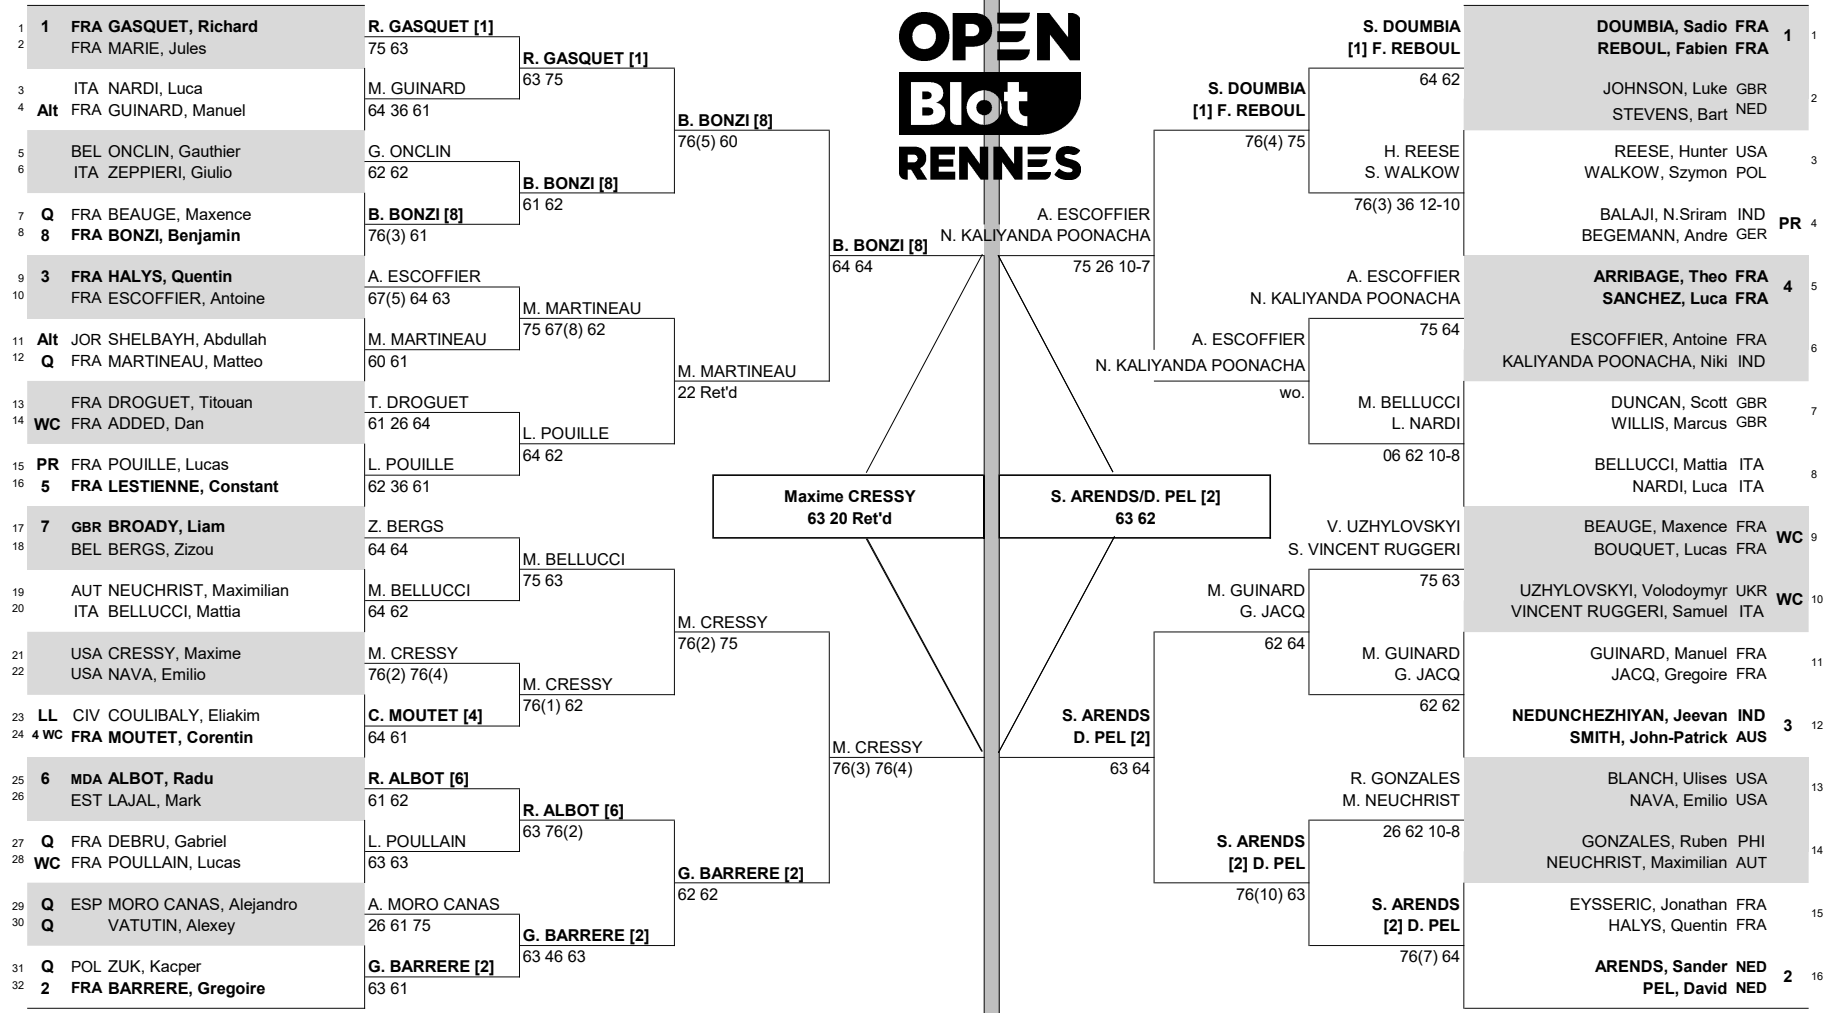 OPEN
Blot
RENNES
1 1 FRA GASQUET, Richard
2 FRA MARIE, Jules
3 ITA NARDI, Luca
4 Alt FRA GUINARD, Manuel
5 BEL ONCLIN, Gauthier
6 ITA ZEPPIERI, Giulio
7 Q FRA BEAUGE, Maxence
8 8 FRA BONZI, Benjamin
9 3 FRA HALYS, Quentin
10 FRA ESCOFFIER, Antoine
11 Alt JOR SHELBAYH, Abdullah
12 Q FRA MARTINEAU, Matteo
13 FRA DROGUET, Titouan
14 WC FRA ADDED, Dan
15 PR FRA POUILLE, Lucas
16 5 FRA LESTIENNE, Constant
17 7 GBR BROADY, Liam
18 BEL BERGS, Zizou
19 AUT NEUCHRIST, Maximilian
20 ITA BELLUCCI, Mattia
21 USA CRESSY, Maxime
22 USA NAVA, Emilio
23 LL CIV COULIBALY, Eliakim
24 4 WC FRA MOUTET, Corentin
25 6 MDA ALBOT, Radu
26 EST LAJAL, Mark
27 Q FRA DEBRU, Gabriel
28 WC FRA POULLAIN, Lucas
29 Q ESP MORO CANAS, Alejandro
30 Q VATUTIN, Alexey
31 Q POL ZUK, Kacper
32 2 FRA BARRERE, Gregoire
R. GASQUET [1]
75 63
M. GUINARD
64 36 61
G. ONCLIN
62 62
B. BONZI [8]
76(3) 61
A. ESCOFFIER
67(5) 64 63
M. MARTINEAU
60 61
T. DROGUET
61 26 64
L. POUILLE
62 36 61
Z. BERGS
64 64
M. BELLUCCI
64 62
M. CRESSY
76(2) 76(4)
C. MOUTET [4]
64 61
R. ALBOT [6]
61 62
L. POULLAIN
63 63
A. MORO CANAS
26 61 75
G. BARRERE [2]
63 61
R. GASQUET [1]
63 75
B. BONZI [8]
61 62
M. MARTINEAU
75 67(8) 62
L. POUILLE
64 62
M. BELLUCCI
75 63
M. CRESSY
76(1) 62
R. ALBOT [6]
63 76(2)
G. BARRERE [2]
63 46 63
B. BONZI [8]
76(5) 60
M. MARTINEAU
22 Ret'd
M. CRESSY
76(2) 75
G. BARRERE [2]
62 62
B. BONZI [8]
64 64
M. CRESSY
76(3) 76(4)
Maxime CRESSY
63 20 Ret'd
S. ARENDS/D. PEL [2]
63 62
A. ESCOFFIER
N. KALIYANDA POONACHA
75 26 10-7
S. ARENDS
D. PEL [2]
63 64
S. DOUMBIA
[1] F. REBOUL
76(4) 75
A. ESCOFFIER
N. KALIYANDA POONACHA
wo.
M. GUINARD
G. JACQ
62 64
S. ARENDS
[2] D. PEL
76(10) 63
S. DOUMBIA
[1] F. REBOUL
64 62
H. REESE
S. WALKOW
76(3) 36 12-10
A. ESCOFFIER
N. KALIYANDA POONACHA
75 64
M. BELLUCCI
L. NARDI
06 62 10-8
V. UZHYLOVSKYI
S. VINCENT RUGGERI
75 63
M. GUINARD
G. JACQ
62 62
R. GONZALES
M. NEUCHRIST
26 62 10-8
S. ARENDS
[2] D. PEL
76(7) 64
DOUMBIA, Sadio FRA
REBOUL, Fabien FRA
1 1
JOHNSON, Luke GBR
STEVENS, Bart NED
2
REESE, Hunter USA
WALKOW, Szymon POL
3
BALAJI, N.Sriram IND
BEGEMANN, Andre GER
PR 4
ARRIBAGE, Theo FRA
SANCHEZ, Luca FRA
4 5
ESCOFFIER, Antoine FRA
KALIYANDA POONACHA, Niki IND
6
DUNCAN, Scott GBR
WILLIS, Marcus GBR
7
BELLUCCI, Mattia ITA
NARDI, Luca ITA
8
BEAUGE, Maxence FRA
BOUQUET, Lucas FRA
WC 9
UZHYLOVSKYI, Volodoymyr UKR
VINCENT RUGGERI, Samuel ITA
WC 10
GUINARD, Manuel FRA
JACQ, Gregoire FRA
11
NEDUNCHEZHIYAN, Jeevan IND
SMITH, John-Patrick AUS
3 12
BLANCH, Ulises USA
NAVA, Emilio USA
13
GONZALES, Ruben PHI
NEUCHRIST, Maximilian AUT
14
EYSSERIC, Jonathan FRA
HALYS, Quentin FRA
15
ARENDS, Sander NED
PEL, David NED
2 16